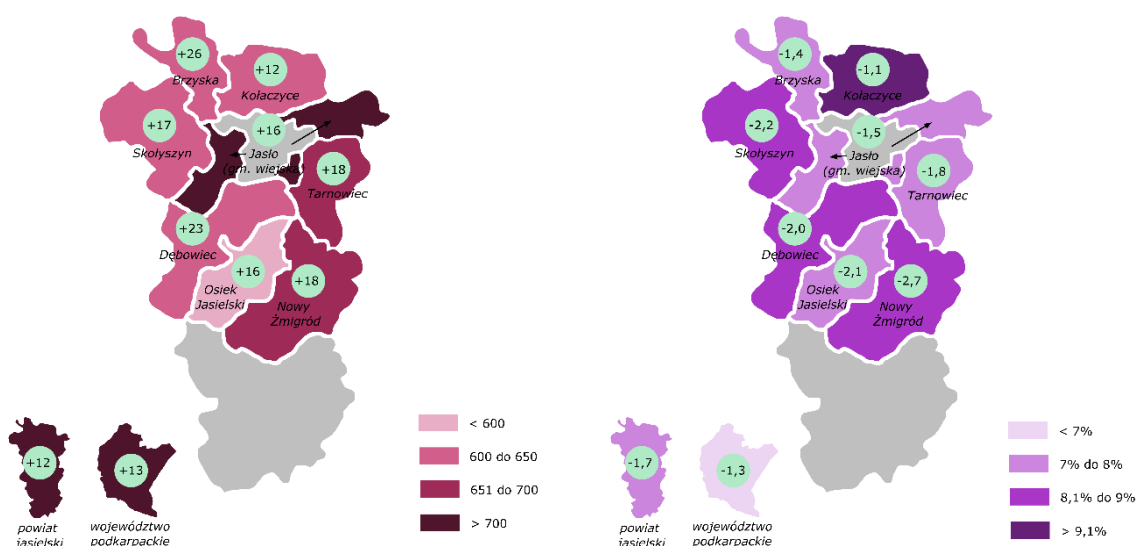 +26
Brzyska
+12
Kołaczyce
+17
Skołyszyn
+16
Jasło
(gm. wiejska)
+18
Tarnowiec
+23
Dębowiec
+16
Osiek
Jasielski
+18
Nowy
Żmigród
+12
powiat
jasielski
+13
województwo
podkarpackie
< 600
600 do 650
651 do 700
> 700
-1,4
Brzyska
-1,1
Kołaczyce
-2,2
Skołyszyn
-1,5
Jasło
(gm. wiejska)
-1,8
Tarnowiec
-2,0
Dębowiec
-2,1
Osiek
Jasielski
-2,7
Nowy
Żmigród
-1,7
powiat
jasielski
-1,3
województwo
podkarpackie
< 7%
7% do 8%
8,1% do 9%
> 9,1%